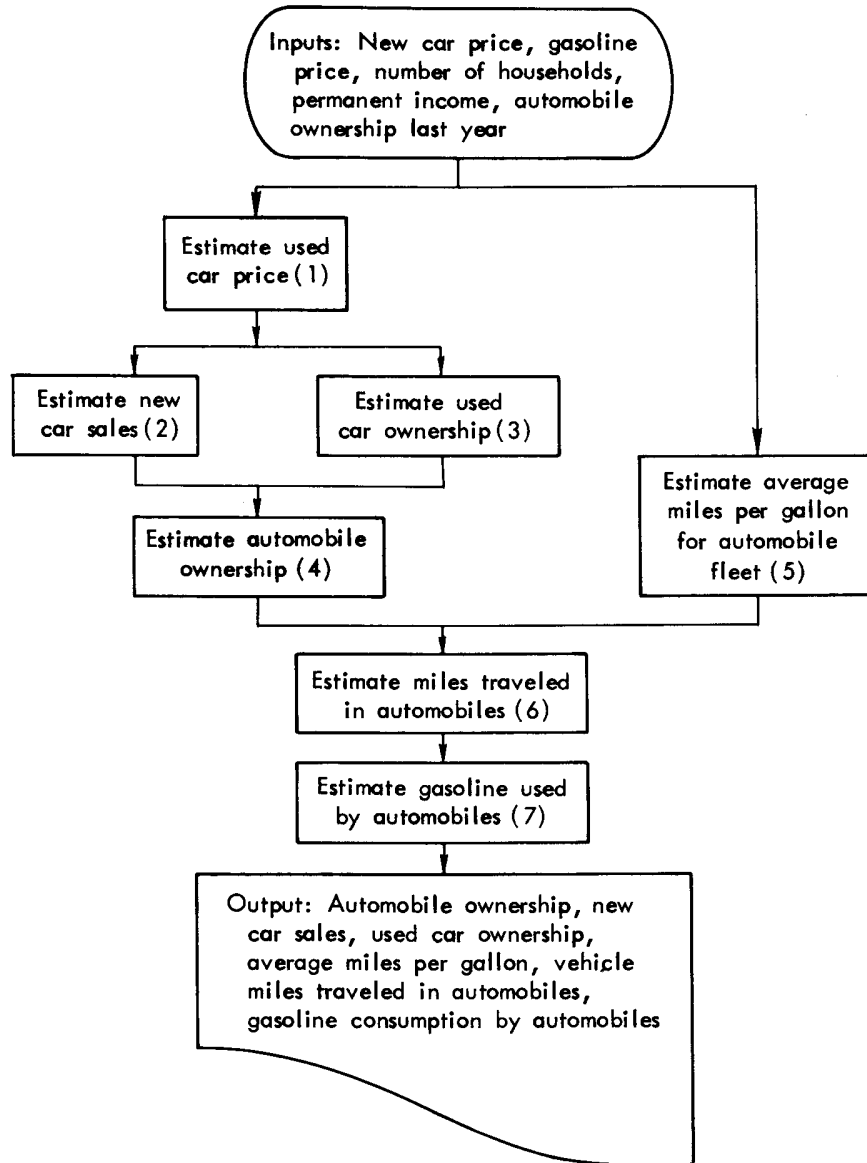 Inputs: New car price, gasoline
price, number of households,
permanent income, automobile
ownership last year
Estimate used
car price (1)
Estimate new
car sales (2)
Estimate used
car ownership (3)
Estimate automobile
ownership (4)
Estimate average
miles per gallon
for automobile
fleet (5)
Estimate miles traveled
in automobiles (6)
Estimate gasoline used
by automobiles (7)
Output: Automobile ownership, new
car sales, used car ownership,
average miles per gallon, vehicle
miles traveled in automobiles,
gasoline consumption by automobiles